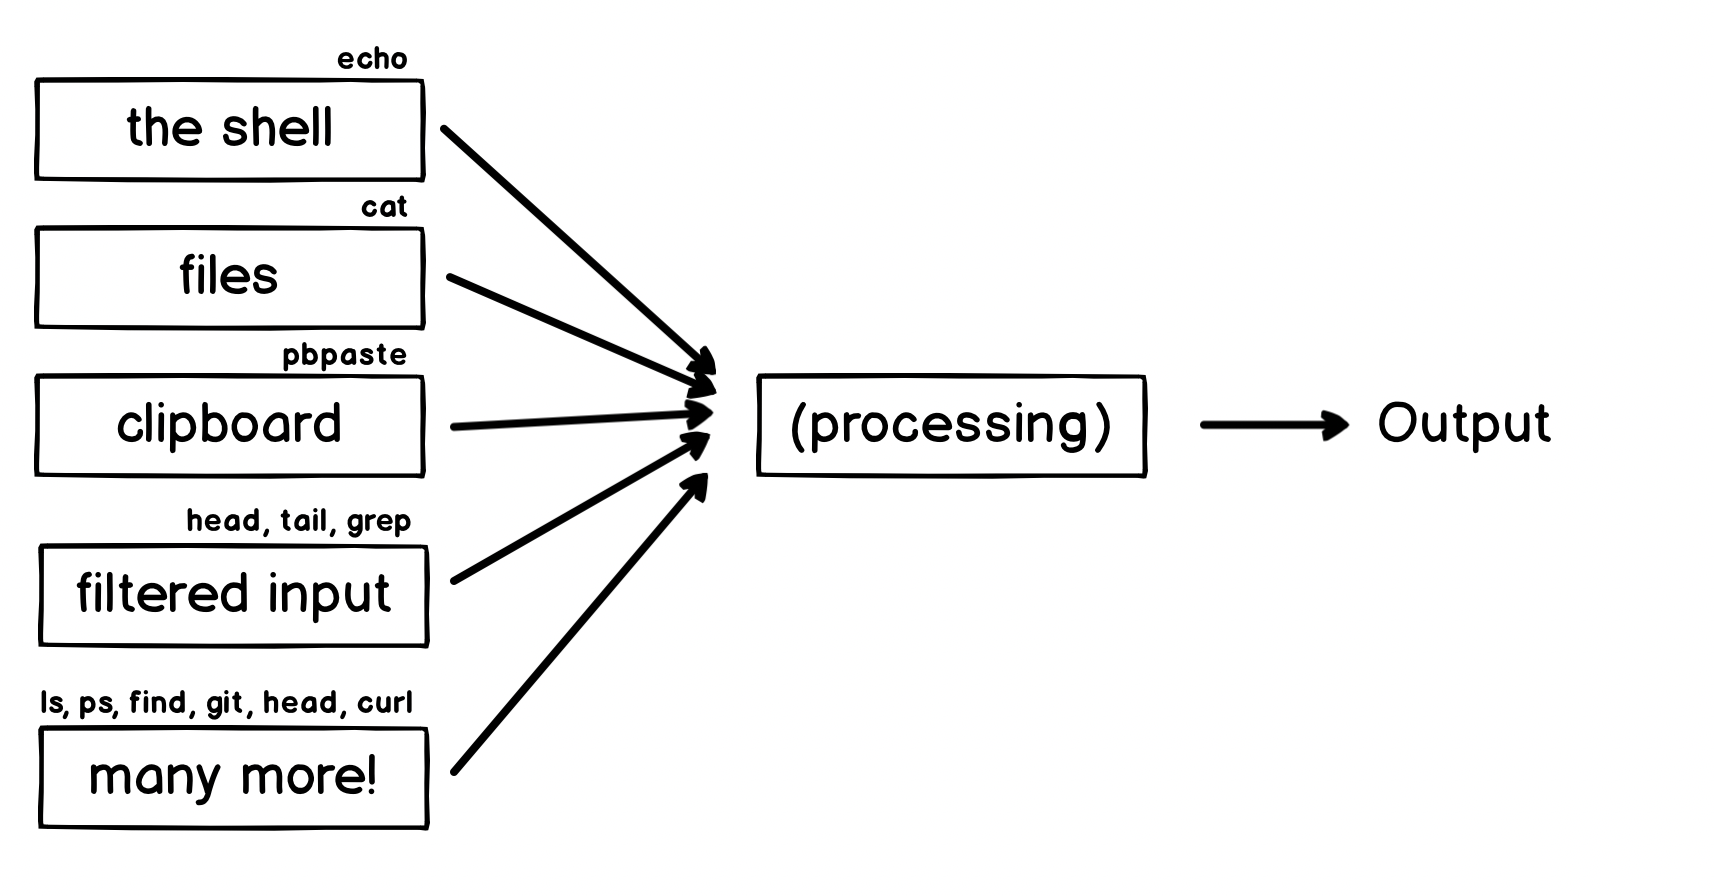 echo
the shell
cat
files
pbpaste
clipboard
(processing)
Output
head, tail, grep
filtered input
ls, ps, find, git, head, curl
many more!